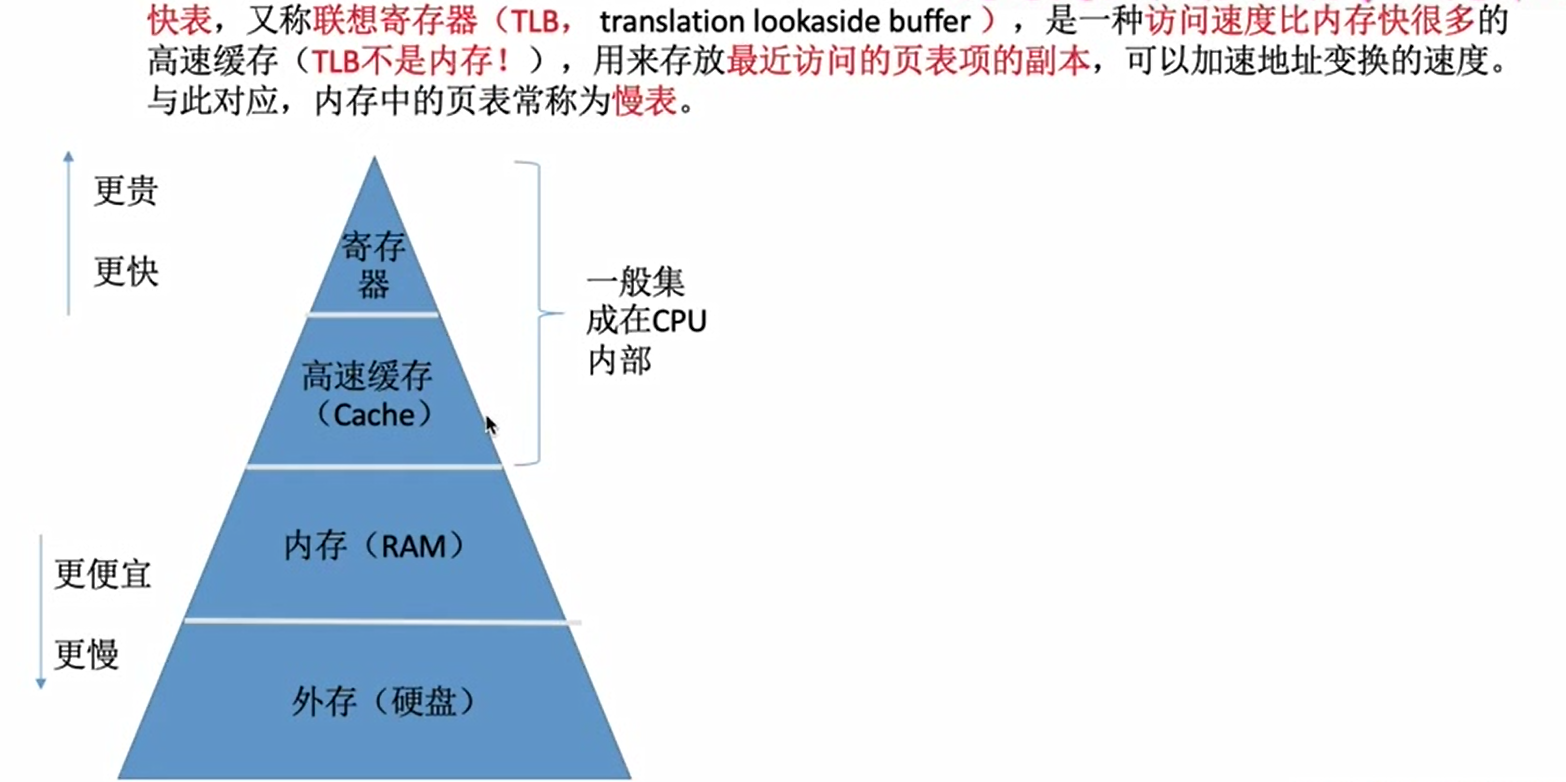 快表，又称联想寄存器（TLB， translation lookaside buffer ），是一种访问速度比内存快很多的
高速缓存（TLB不是内存！），用来存放最近访问的页表项的副本，可以加速地址变换的速度。
与此对应，内存中的页表常称为慢表。
更贵
更快
寄存
器
高速缓存
（Cache）
一般集
成在CPU
内部
内存（RAM）
更便宜
更慢
外存（硬盘）